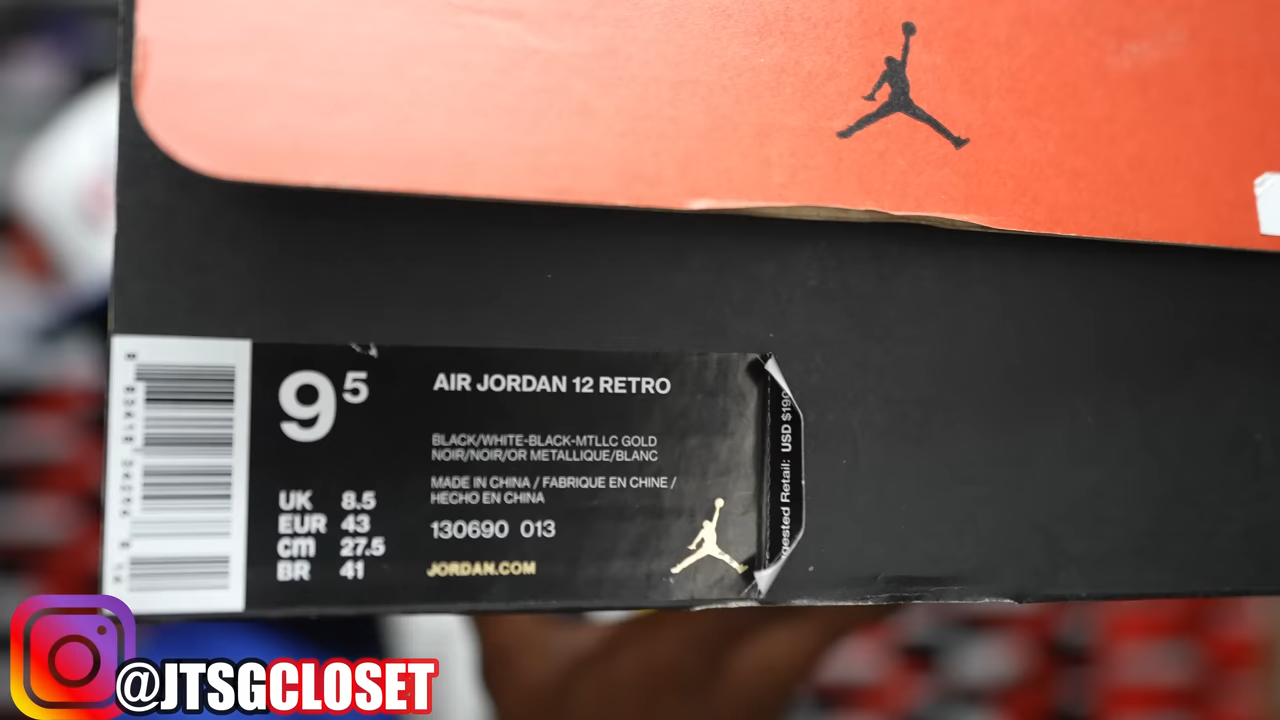 9⁵
AIR JORDAN 12 RETRO
BLACK/WHITE-BLACK-MTLLC GOLD
NOIR/NOIR/OR METALLIQUE/BLANC
MADE IN CHINA / FABRIQUE EN CHINE /
HECHO EN CHINA
130690 013
JORDAN.COM
UK 8.5
EUR 43
cm 27.5
BR 41
Retail: USD $190
@JTSGCLOSET